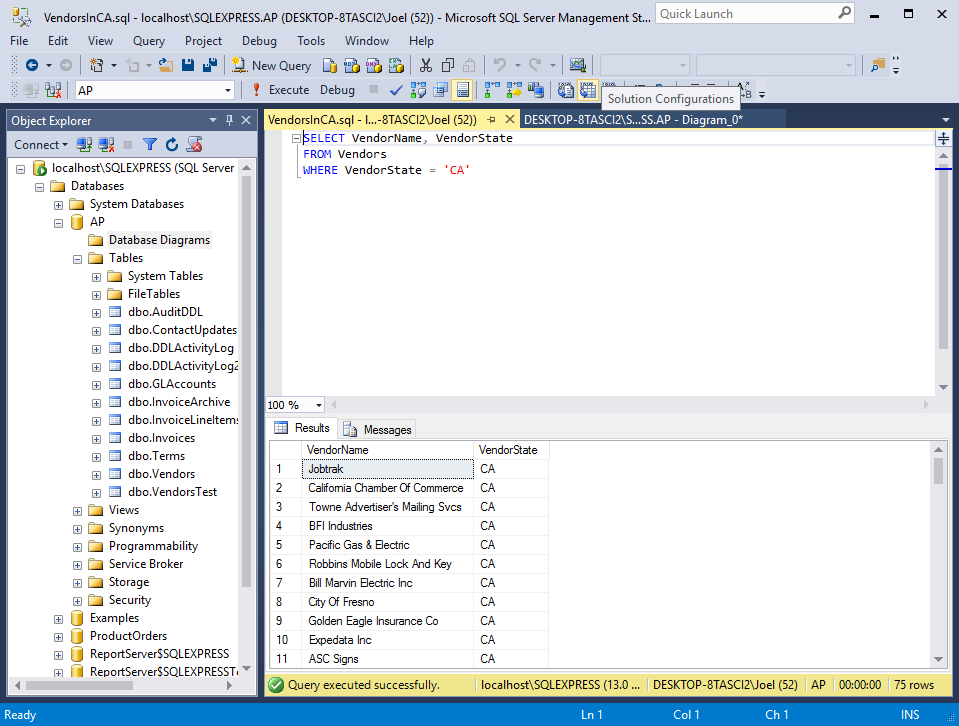 VendorsInCA.sql - localhost\SQLEXPRESS.AP (DESKTOP-8TASCI2\Joel (52)) - Microsoft SQL Server Management St...
Quick Launch
File Edit View Query Project Debug Tools Window Help
New Query
AP
Execute Debug
Solution Configurations
Object Explorer
Connect
localhost\SQLEXPRESS (SQL Server
Databases
System Databases
AP
Database Diagrams
Tables
System Tables
FileTables
dbo.AuditDDL
dbo.ContactUpdates
dbo.DDLActivityLog
dbo.DDLActivityLog2
dbo.GLAccounts
dbo.InvoiceArchive
dbo.InvoiceLineItems
dbo.Invoices
dbo.Terms
dbo.Vendors
dbo.VendorsTest
Views
Synonyms
Programmability
Service Broker
Storage
Security
Examples
ProductOrders
ReportServer$SQLEXPRESS
ReportServer$SQLEXPRESST
VendorsInCA.sql - l...-8TASCI2\Joel (52))
DESKTOP-8TASCI2\S...SS.AP - Diagram_0*
SELECT VendorName, VendorState
FROM Vendors
WHERE VendorState = 'CA'
100 %
Results Messages
VendorName VendorState
1 Jobtrak CA
2 California Chamber Of Commerce CA
3 Towne Advertiser's Mailing Svcs CA
4 BFI Industries CA
5 Pacific Gas & Electric CA
6 Robbins Mobile Lock And Key CA
7 Bill Marvin Electric Inc CA
8 City Of Fresno CA
9 Golden Eagle Insurance Co CA
10 Expedata Inc CA
11 ASC Signs CA
Query executed successfully.
localhost\SQLEXPRESS (13.0 ... DESKTOP-8TASCI2\Joel (52) AP 00:00:00 75 rows
Ready Ln 1 Col 1 Ch 1 INS